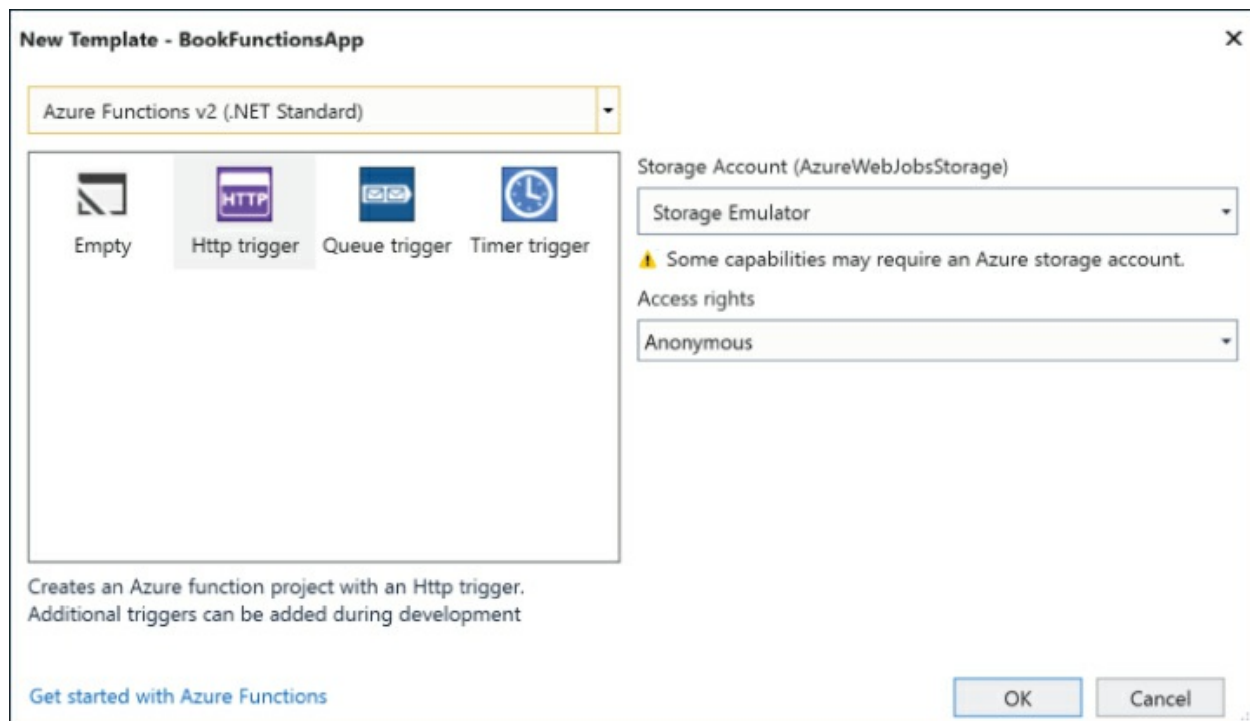 New Template - BookFunctionsApp
Azure Functions v2 (.NET Standard)
HTTP
Empty
Http trigger
Queue trigger
Timer trigger
Storage Account (AzureWebJobsStorage)
Storage Emulator
Some capabilities may require an Azure storage account.
Access rights
Anonymous
Creates an Azure function project with an Http trigger.
Additional triggers can be added during development
Get started with Azure Functions
OK
Cancel